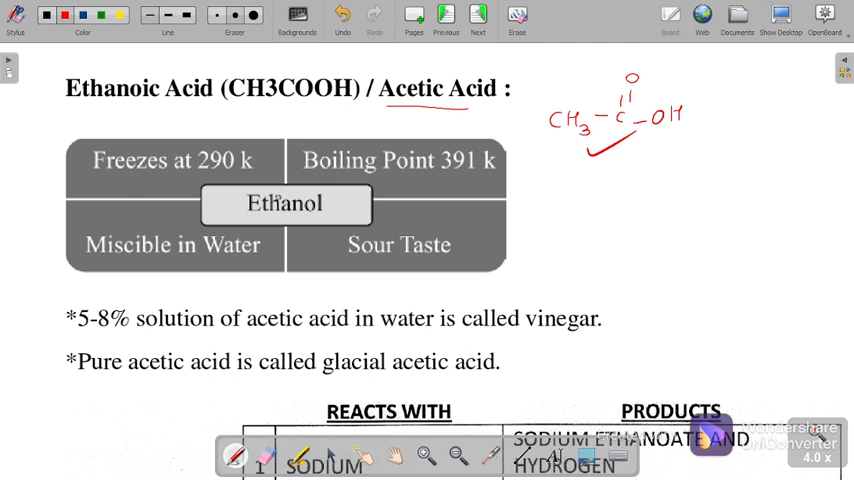 Stylus
Color
Line
Eraser
Backgrounds
Undo
Redo
Pages
Previous
Next
Erase
Board
Web
Documents
Show Desktop
OpenBoard
Ethanoic Acid (CH3COOH) / Acetic Acid :
O
CH3 - C - OH
Freezes at 290 k
Boiling Point 391 k
Ethanol
Miscible in Water
Sour Taste
*5-8% solution of acetic acid in water is called vinegar.
*Pure acetic acid is called glacial acetic acid.
REACTS WITH
PRODUCTS
1
SODIUM
SODIUM ETHANOATE AND
HYDROGEN
Wondershare
UniConverter
4.0 x